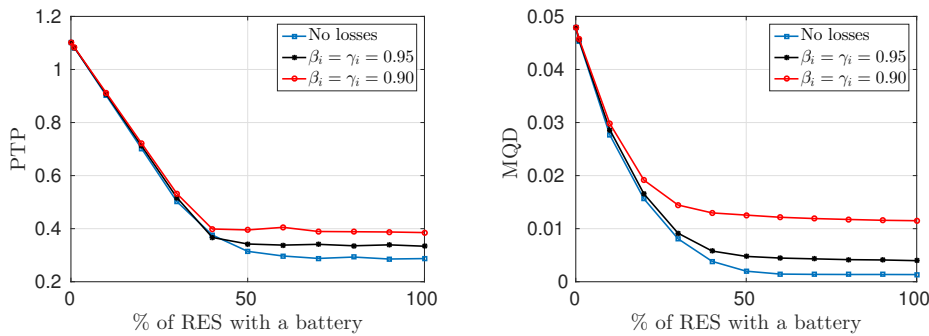 1.2
1
0.8
0.6
0.4
0.2
PTP
0
50
100
% of RES with a battery
No losses
βᵢ = γᵢ = 0.95
βᵢ = γᵢ = 0.90
0.05
0.04
0.03
0.02
0.01
0
MQD
0
50
100
% of RES with a battery
No losses
βᵢ = γᵢ = 0.95
βᵢ = γᵢ = 0.90